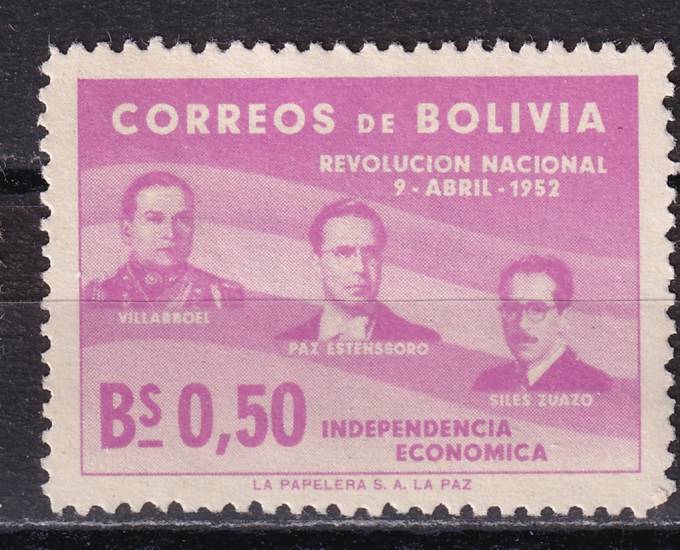 CORREOS DE BOLIVIA
REVOLUCION NACIONAL
9 - ABRIL - 1952
VILLARROEL
PAZ ESTENSSORO
SILES ZUAZO
Bs 0,50
INDEPENDENCIA
ECONOMICA
LA PAPELERA S. A. LA PAZ